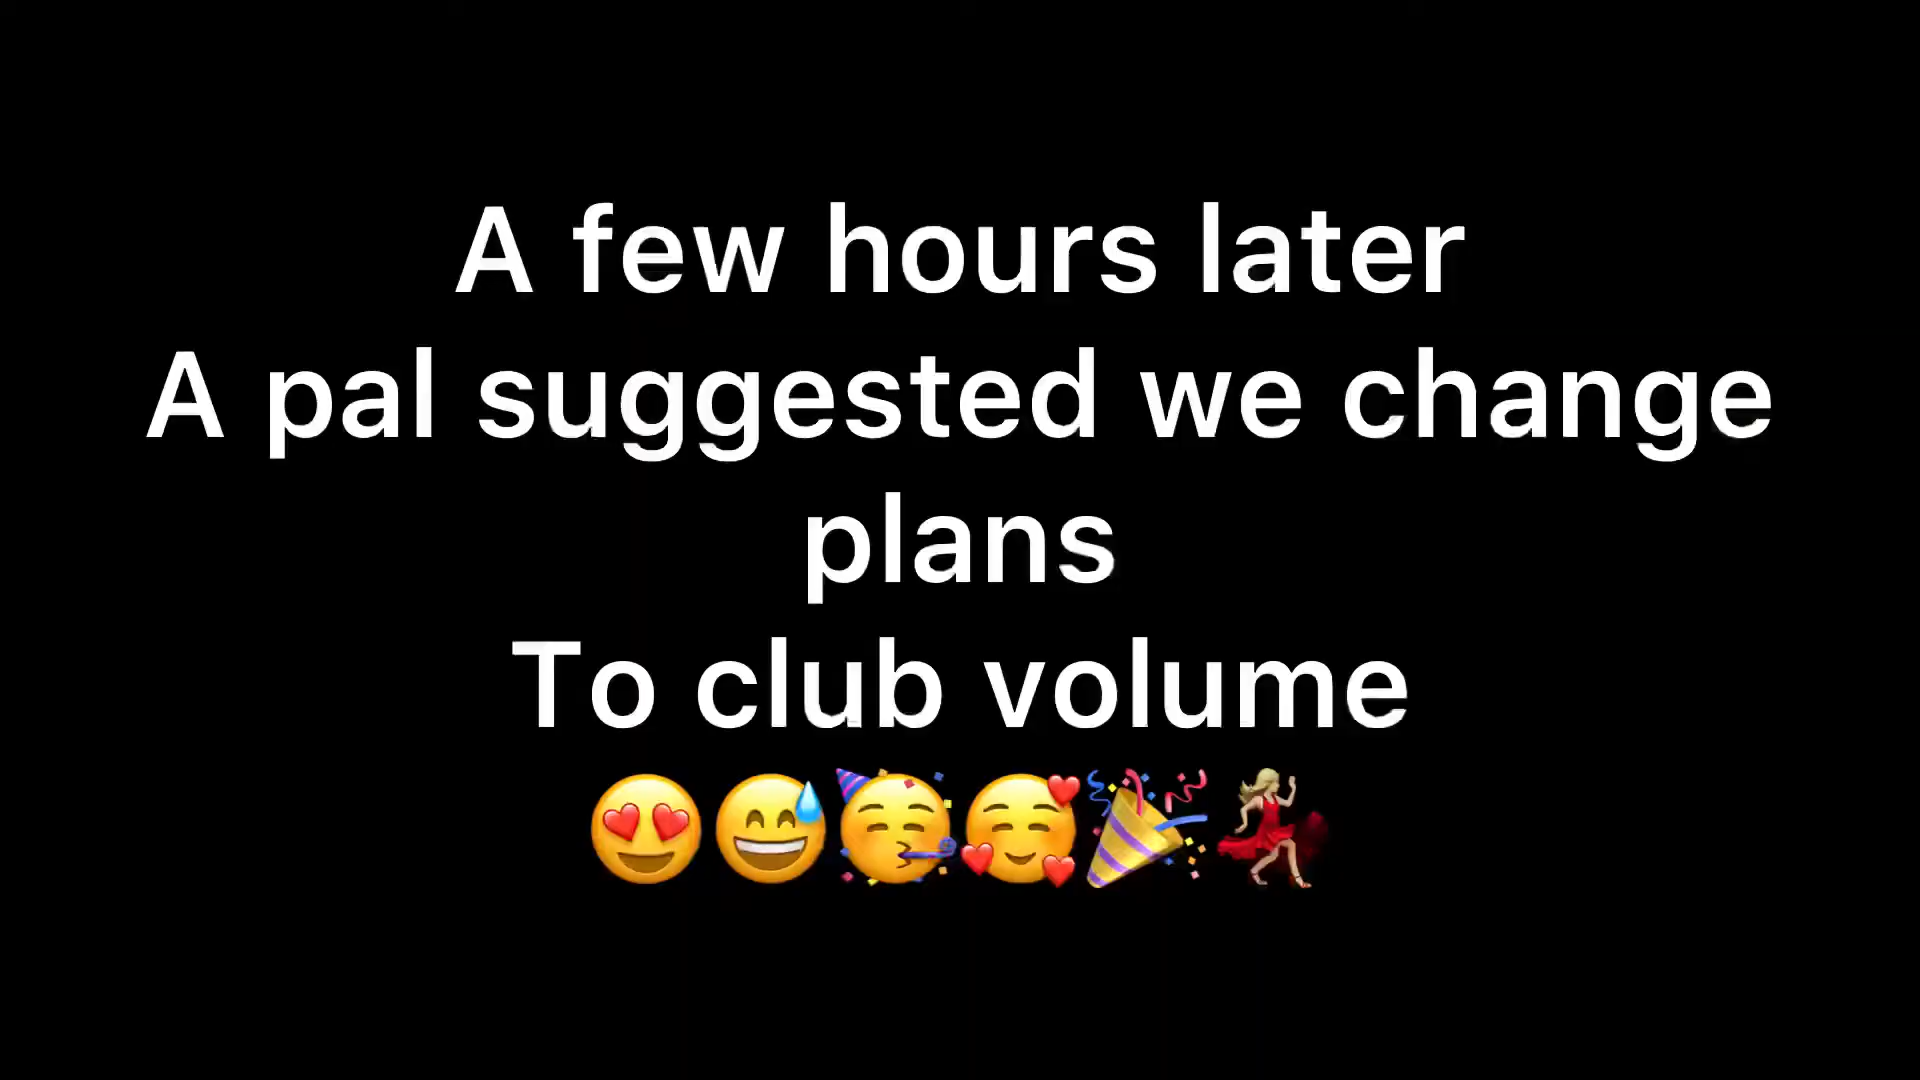 A few hours later
A pal suggested we change
plans
To club volume
😍😅🥳🥰🎉💃🏼